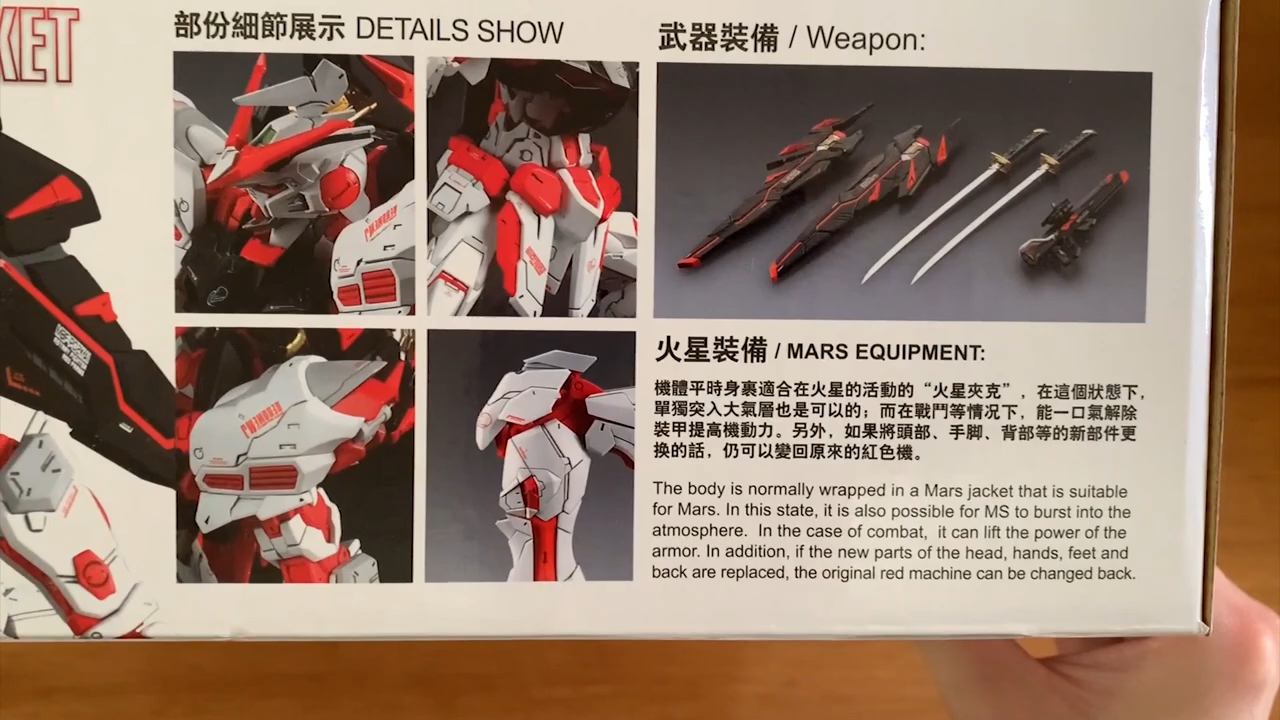 KET
部份細節展示 DETAILS SHOW
武器裝備 / Weapon:
火星裝備 / MARS EQUIPMENT:
機體平時身裹適合在火星的活動的“火星夾克”，在這個狀態下，
單獨突入大氣層也是可以的；而在戰鬥等情況下，能一口氣解除
裝甲提高機動力。另外，如果將頭部、手脚、背部等的新部件更
換的話，仍可以變回原來的紅色機。
The body is normally wrapped in a Mars jacket that is suitable
for Mars. In this state, it is also possible for MS to burst into the
atmosphere. In the case of combat, it can lift the power of the
armor. In addition, if the new parts of the head, hands, feet and
back are replaced, the original red machine can be changed back.